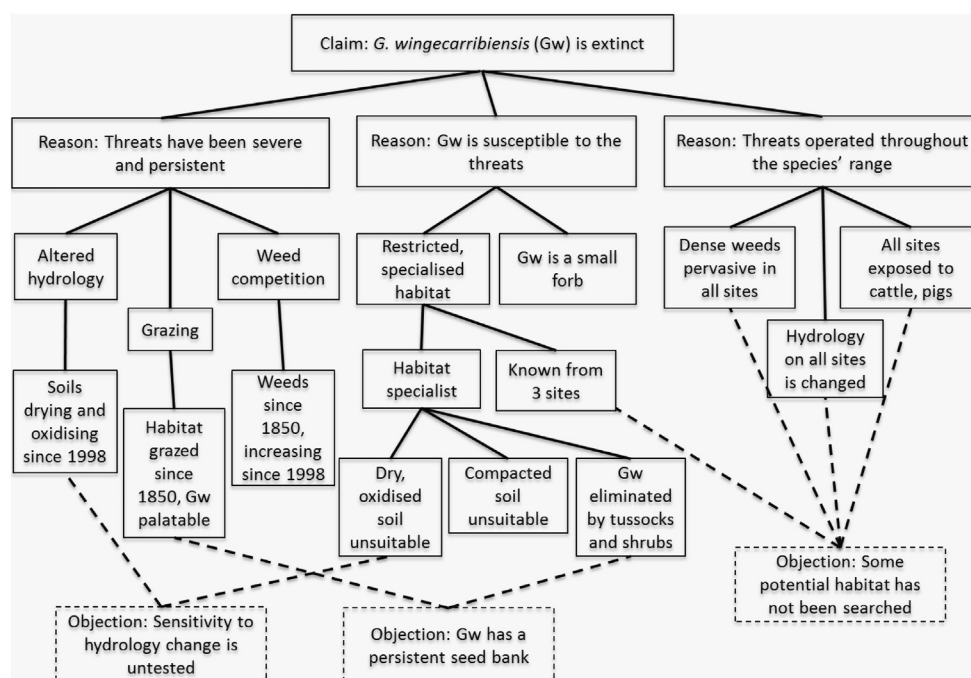 Claim: G. wingecarribiensis (Gw) is extinct
Reason: Threats have been severe
and persistent
Reason: Gw is susceptible to the
threats
Reason: Threats operated throughout
the species’ range
Altered
hydrology
Grazing
Weed
competition
Restricted,
specialised
habitat
Gw is a small
forb
Dense weeds
pervasive in
all sites
Hydrology
on all sites
is changed
All sites
exposed to
cattle, pigs
Soils
drying and
oxidising
since 1998
Habitat
grazed
since
1850, Gw
palatable
Weeds
since
1850,
increasing
since 1998
Habitat
specialist
Known from
3 sites
Dry,
oxidised
soil
unsuitable
Compacted
soil
unsuitable
Gw
eliminated
by tussocks
and shrubs
Objection: Sensitivity to
hydrology change is
untested
Objection: Gw has a
persistent seed bank
Objection: Some
potential habitat has
not been searched